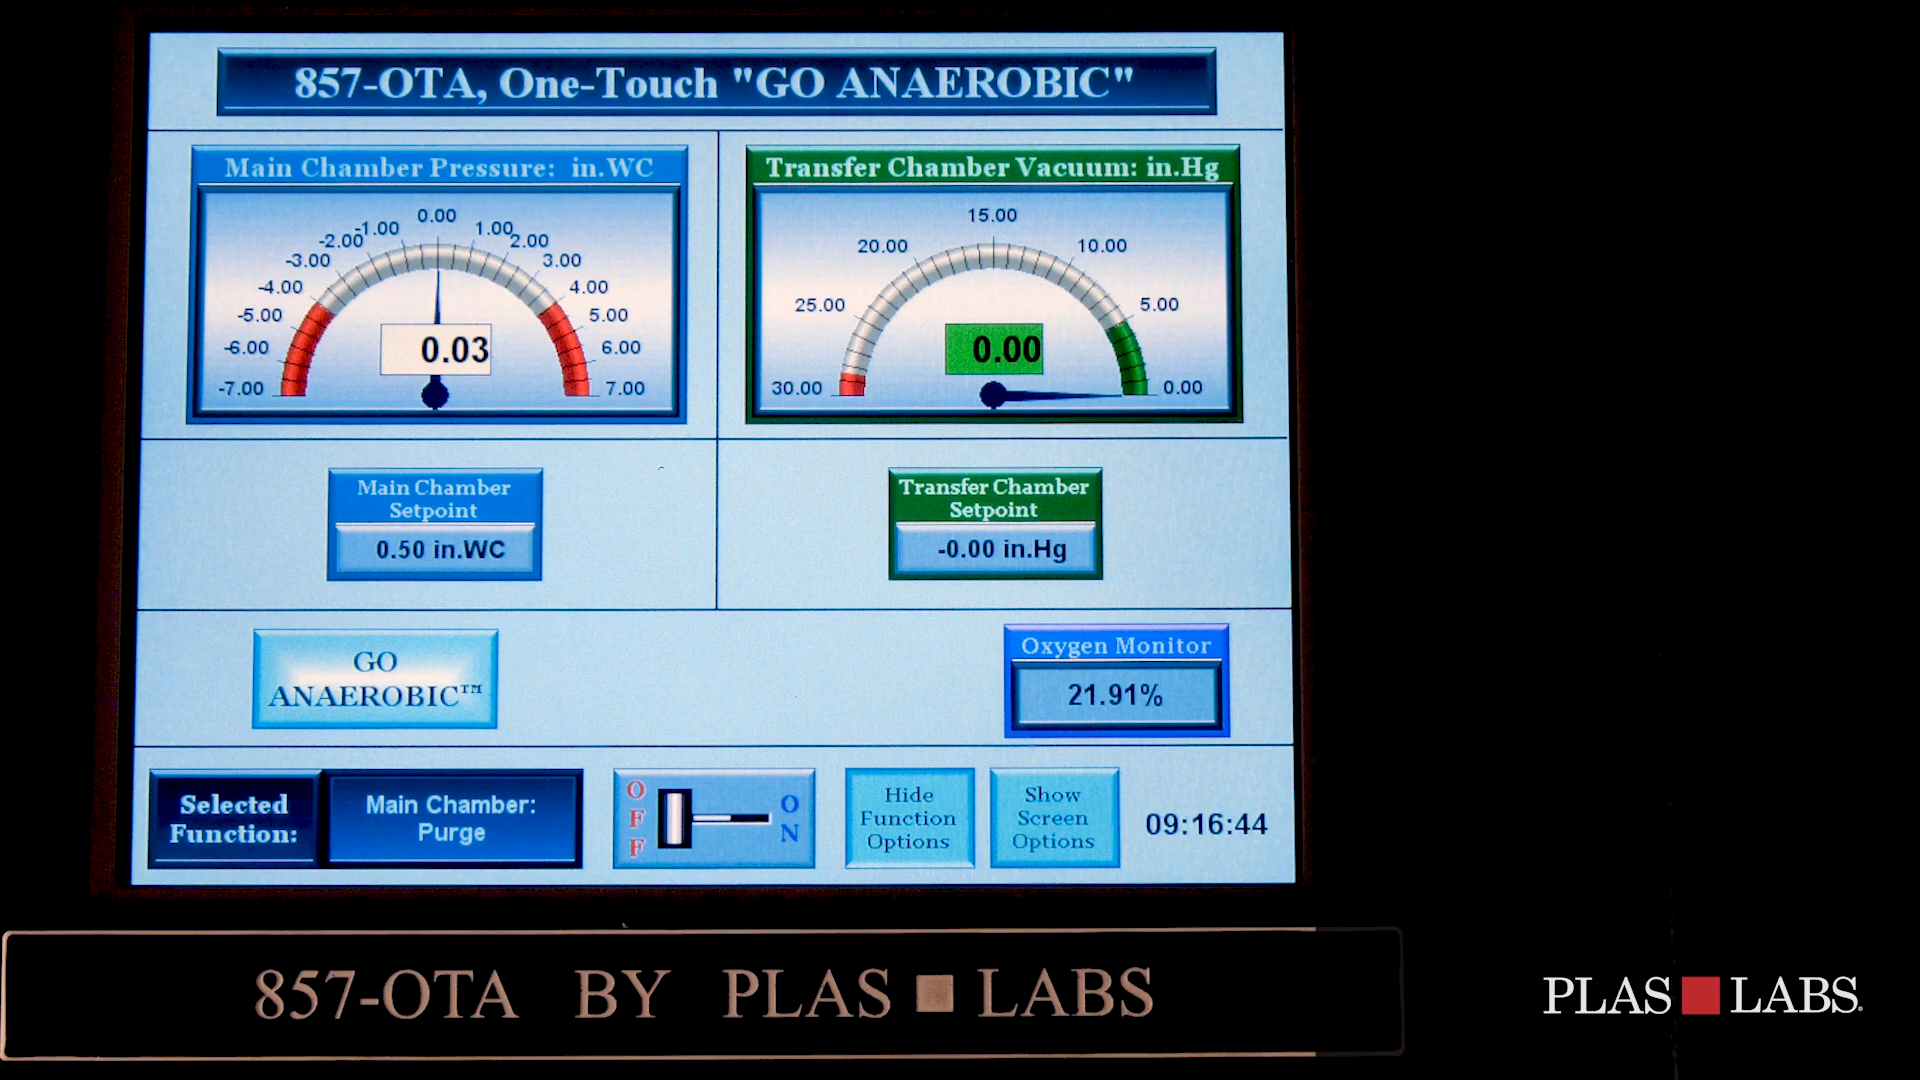 857-OTA, One-Touch "GO ANAEROBIC"
Main Chamber Pressure: in.WC
-7.00
-6.00
-5.00
-4.00
-3.00
-2.00
-1.00
0.00
1.00
2.00
3.00
4.00
5.00
6.00
7.00
0.03
Transfer Chamber Vacuum: in.Hg
30.00
25.00
20.00
15.00
10.00
5.00
0.00
0.00
Main Chamber
Setpoint
0.50 in.WC
Transfer Chamber
Setpoint
-0.00 in.Hg
GO
ANAEROBIC™
Oxygen Monitor
21.91%
Selected
Function:
Main Chamber:
Purge
OFF
ON
Hide
Function
Options
Show
Screen
Options
09:16:44
857-OTA BY PLAS LABS
PLAS LABS.